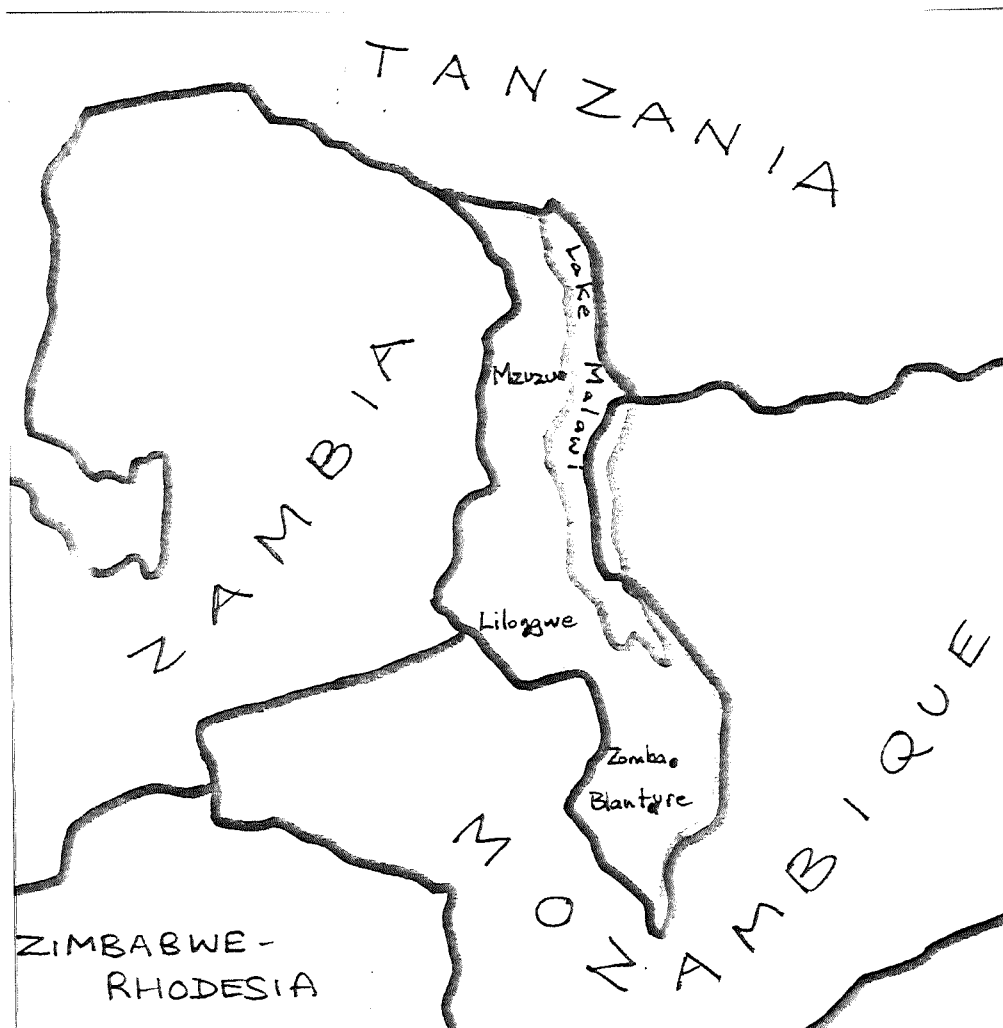 TANZANIA
Lake Malawi
Mzuzu
ZAMBIA
Lilongwe
Zomba
Blantyre
MOZAMBIQUE
ZIMBABWE-
RHODESIA